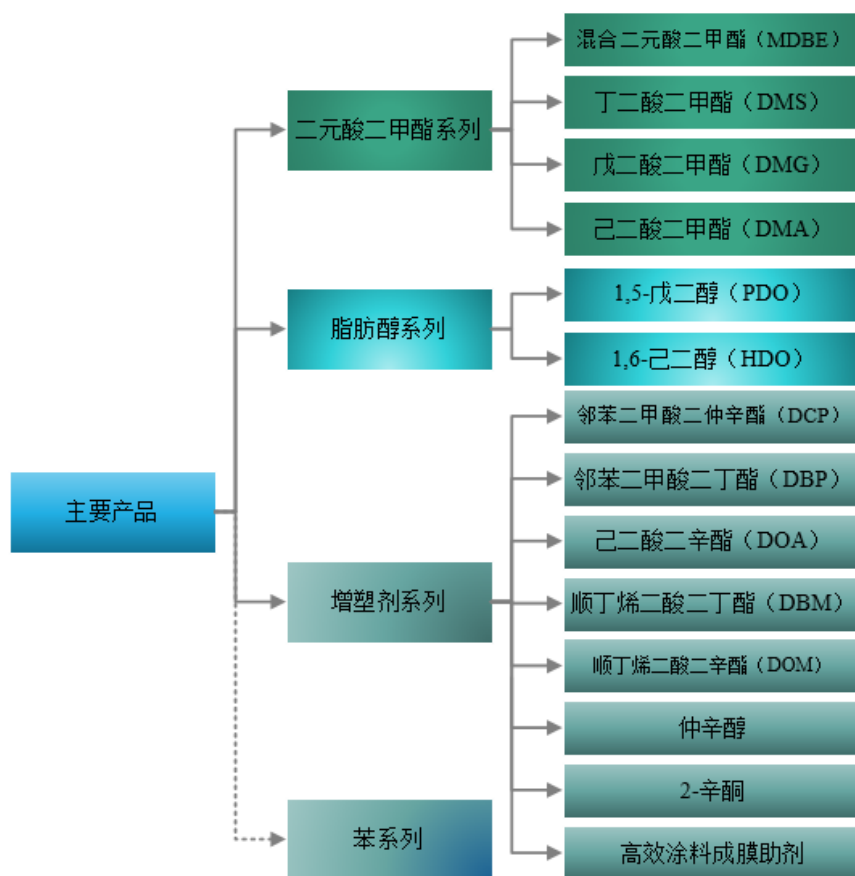 主要产品
二元酸二甲酯系列
混合二元酸二甲酯（MDBE）
丁二酸二甲酯（DMS）
戊二酸二甲酯（DMG）
己二酸二甲酯（DMA）
脂肪醇系列
1,5-戊二醇（PDO）
1,6-己二醇（HDO）
增塑剂系列
邻苯二甲酸二仲辛酯（DCP）
邻苯二甲酸二丁酯（DBP）
己二酸二辛酯（DOA）
顺丁烯二酸二丁酯（DBM）
顺丁烯二酸二辛酯（DOM）
仲辛醇
2-辛酮
高效涂料成膜助剂
苯系列